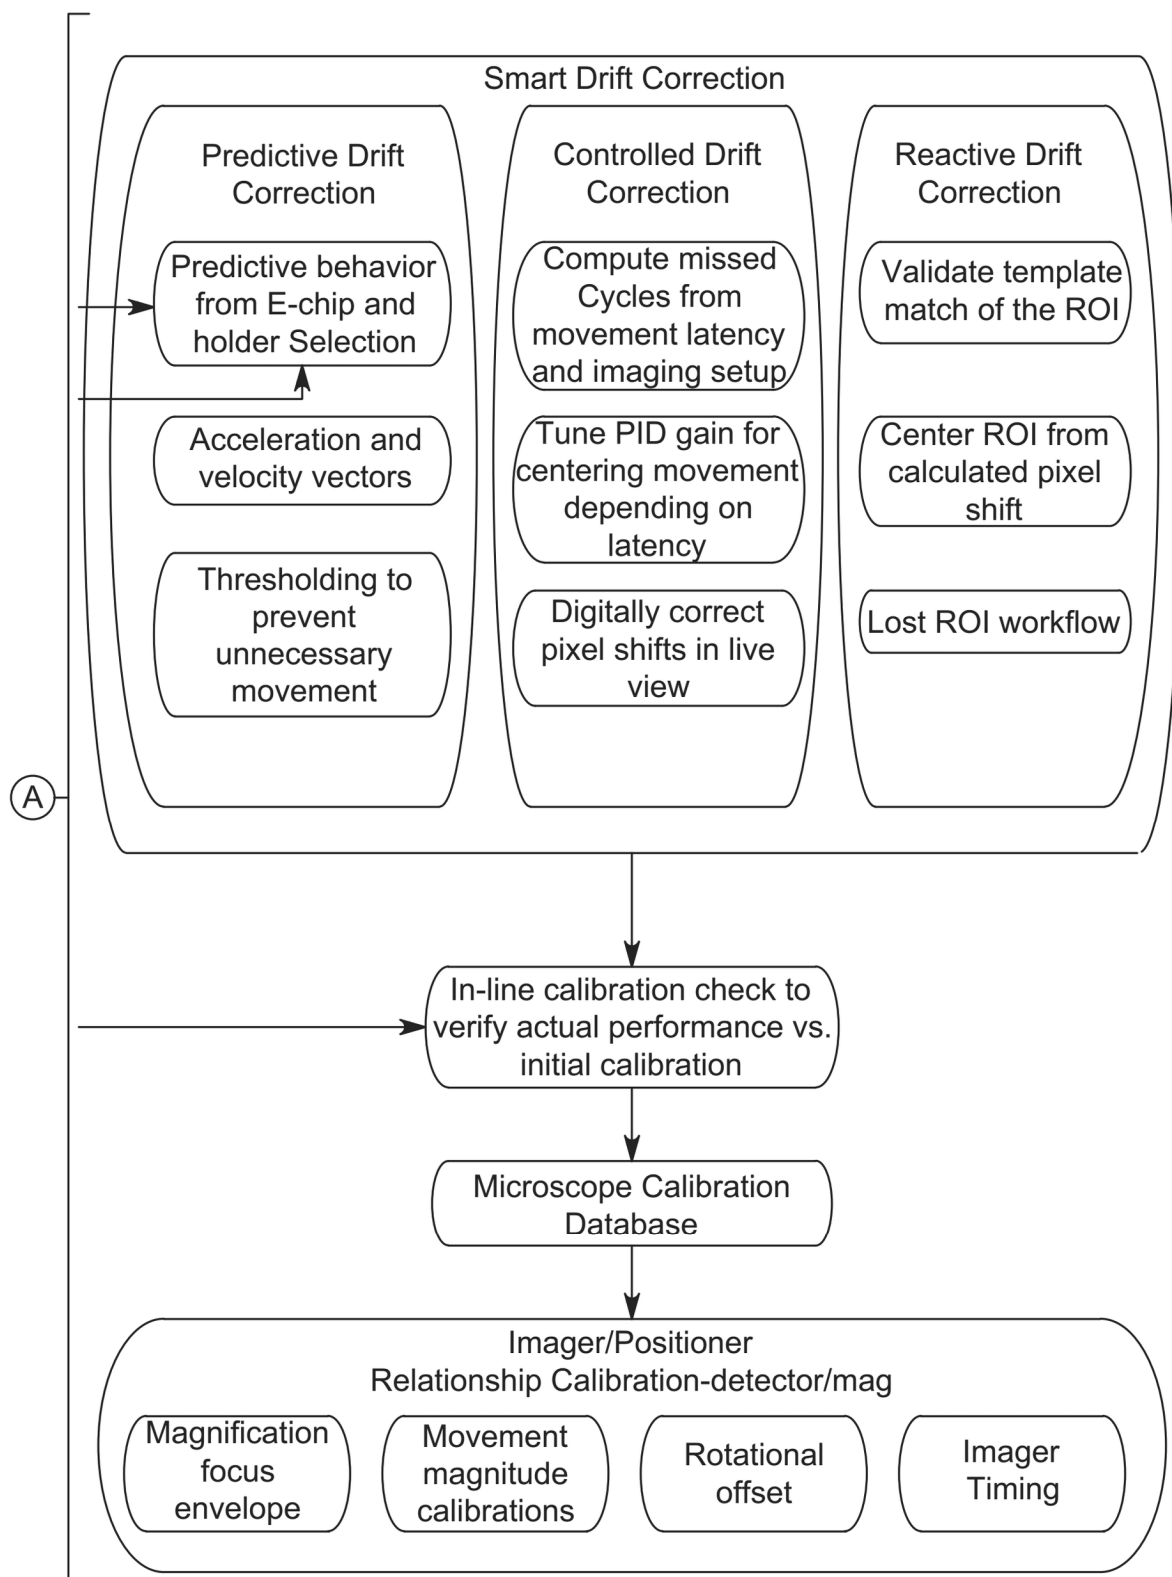 Smart Drift Correction
Predictive Drift
Correction
Predictive behavior
from E-chip and
holder Selection
Acceleration and
velocity vectors
Thresholding to
prevent
unnecessary
movement
Controlled Drift
Correction
Compute missed
Cycles from
movement latency
and imaging setup
Tune PID gain for
centering movement
depending on
latency
Digitally correct
pixel shifts in live
view
Reactive Drift
Correction
Validate template
match of the ROI
Center ROI from
calculated pixel
shift
Lost ROI workflow
A
In-line calibration check to
verify actual performance vs.
initial calibration
Microscope Calibration
Database
Imager/Positioner
Relationship Calibration-detector/mag
Magnification
focus
envelope
Movement
magnitude
calibrations
Rotational
offset
Imager
Timing